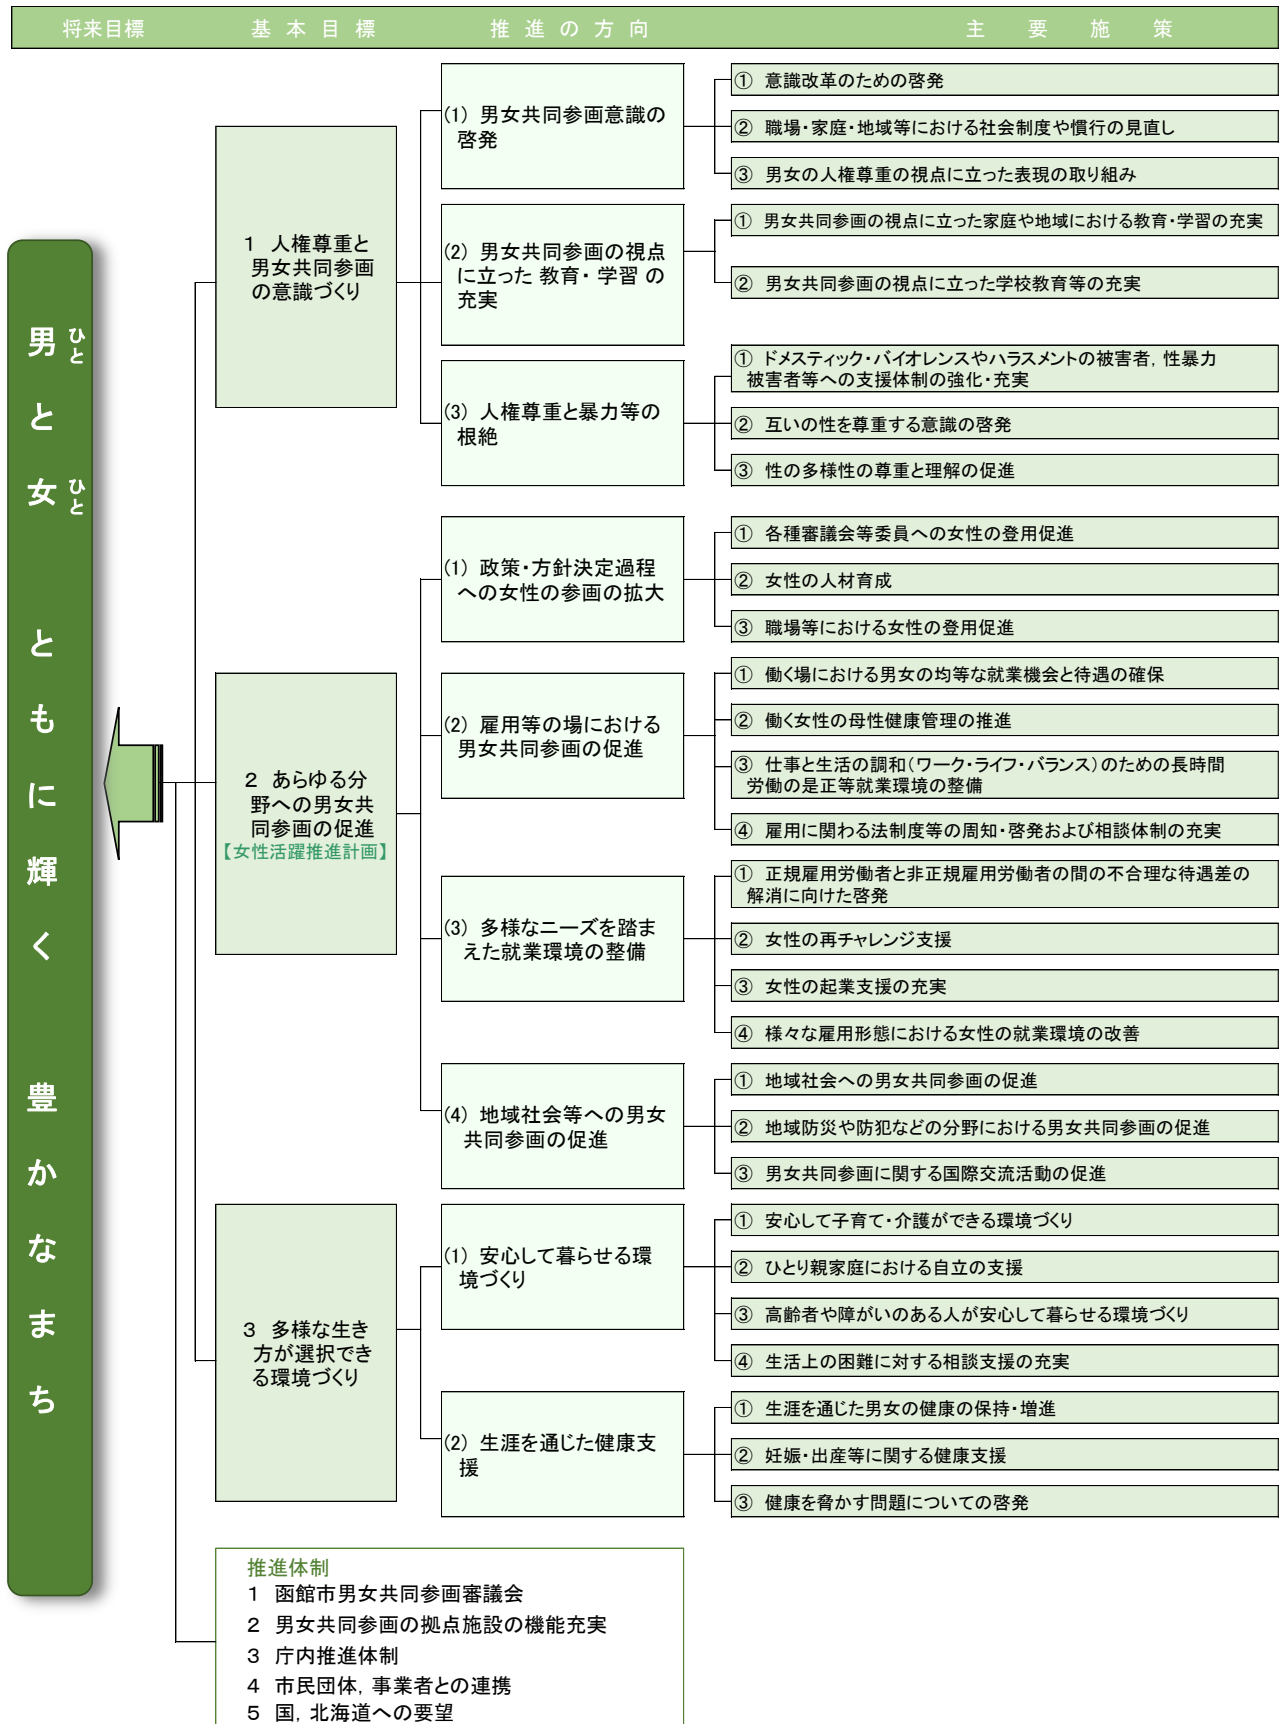 将来目標　基本目標　推進の方向　主要施策
男と女　ともに輝く　豊かなまち
ひと
ひと
1　人権尊重と
男女共同参画
の意識づくり
(1) 男女共同参画意識の
啓発
① 意識改革のための啓発
② 職場・家庭・地域等における社会制度や慣行の見直し
③ 男女の人権尊重の視点に立った表現の取り組み
(2) 男女共同参画の視点
に立った 教育・ 学習 の
充実
① 男女共同参画の視点に立った家庭や地域における教育・学習の充実
② 男女共同参画の視点に立った学校教育等の充実
(3) 人権尊重と暴力等の
根絶
① ドメスティック・バイオレンスやハラスメントの被害者, 性暴力
被害者等への支援体制の強化・充実
② 互いの性を尊重する意識の啓発
③ 性の多様性の尊重と理解の促進
2　あらゆる分
野への男女共
同参画の促進
【女性活躍推進計画】
(1) 政策・方針決定過程
への女性の参画の拡大
① 各種審議会等委員への女性の登用促進
② 女性の人材育成
③ 職場等における女性の登用促進
(2) 雇用等の場における
男女共同参画の促進
① 働く場における男女の均等な就業機会と待遇の確保
② 働く女性の母性健康管理の推進
③ 仕事と生活の調和（ワーク・ライフ・バランス）のための長時間
労働の是正等就業環境の整備
④ 雇用に関わる法制度等の周知・啓発および相談体制の充実
(3) 多様なニーズを踏ま
えた就業環境の整備
① 正規雇用労働者と非正規雇用労働者の間の不合理な待遇差の
解消に向けた啓発
② 女性の再チャレンジ支援
③ 女性の起業支援の充実
④ 様々な雇用形態における女性の就業環境の改善
(4) 地域社会等への男女
共同参画の促進
① 地域社会への男女共同参画の促進
② 地域防災や防犯などの分野における男女共同参画の促進
③ 男女共同参画に関する国際交流活動の促進
3　多様な生き
方が選択でき
る環境づくり
(1) 安心して暮らせる環
境づくり
① 安心して子育て・介護ができる環境づくり
② ひとり親家庭における自立の支援
③ 高齢者や障がいのある人が安心して暮らせる環境づくり
④ 生活上の困難に対する相談支援の充実
(2) 生涯を通じた健康支
援
① 生涯を通じた男女の健康の保持・増進
② 妊娠・出産等に関する健康支援
③ 健康を脅かす問題についての啓発
推進体制
1　函館市男女共同参画審議会
2　男女共同参画の拠点施設の機能充実
3　庁内推進体制
4　市民団体, 事業者との連携
5　国, 北海道への要望